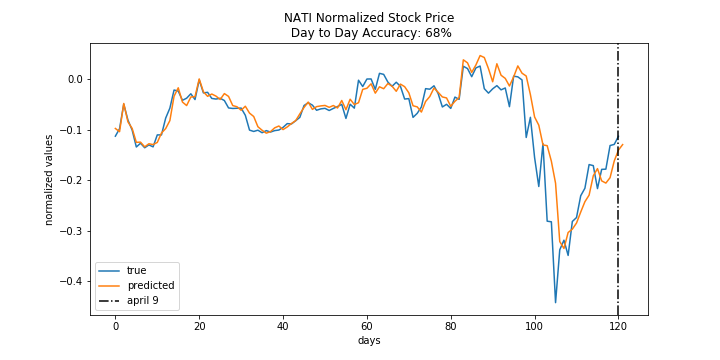 NATI Normalized Stock Price
Day to Day Accuracy: 68%
normalized values
0.0
−0.1
−0.2
−0.3
−0.4
true
predicted
april 9
0
20
40
60
80
100
120
days